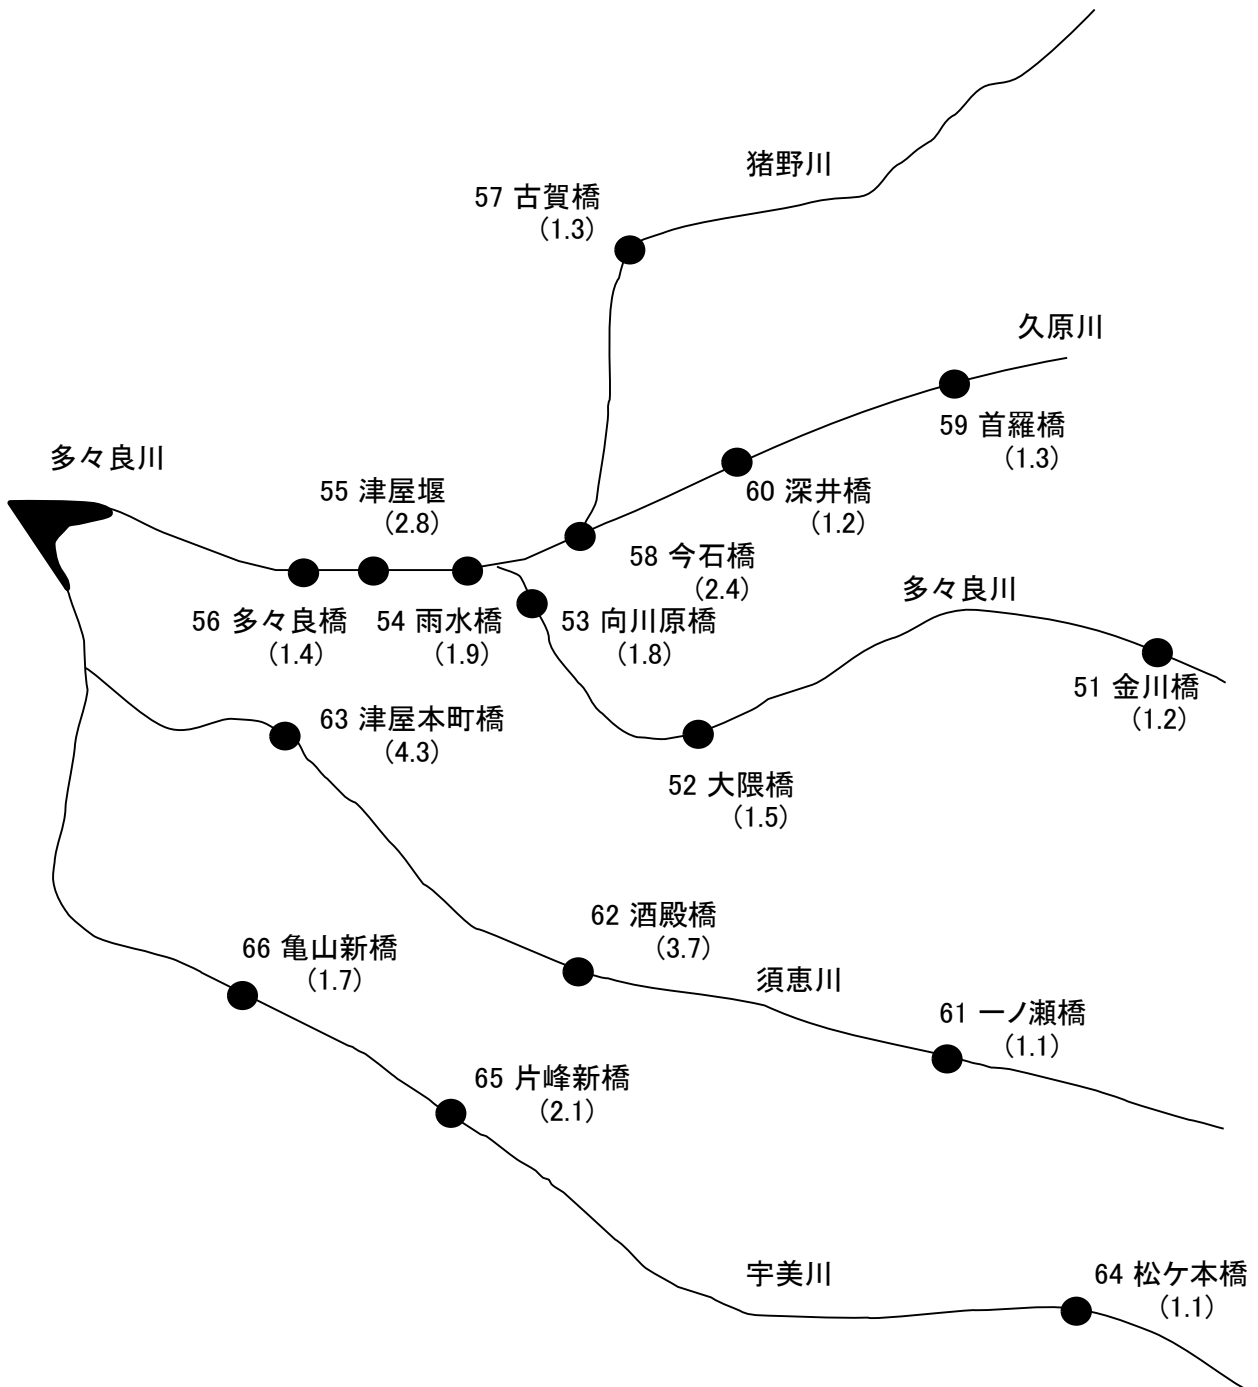 猪野川
57 古賀橋
(1.3)
久原川
59 首羅橋
(1.3)
多々良川
55 津屋堰
(2.8)
60 深井橋
(1.2)
58 今石橋
(2.4)
多々良川
56 多々良橋
(1.4)
54 雨水橋
(1.9)
53 向川原橋
(1.8)
51 金川橋
(1.2)
63 津屋本町橋
(4.3)
52 大隈橋
(1.5)
62 酒殿橋
(3.7)
66 亀山新橋
(1.7)
須恵川
61 一ノ瀬橋
(1.1)
65 片峰新橋
(2.1)
宇美川
64 松ケ本橋
(1.1)